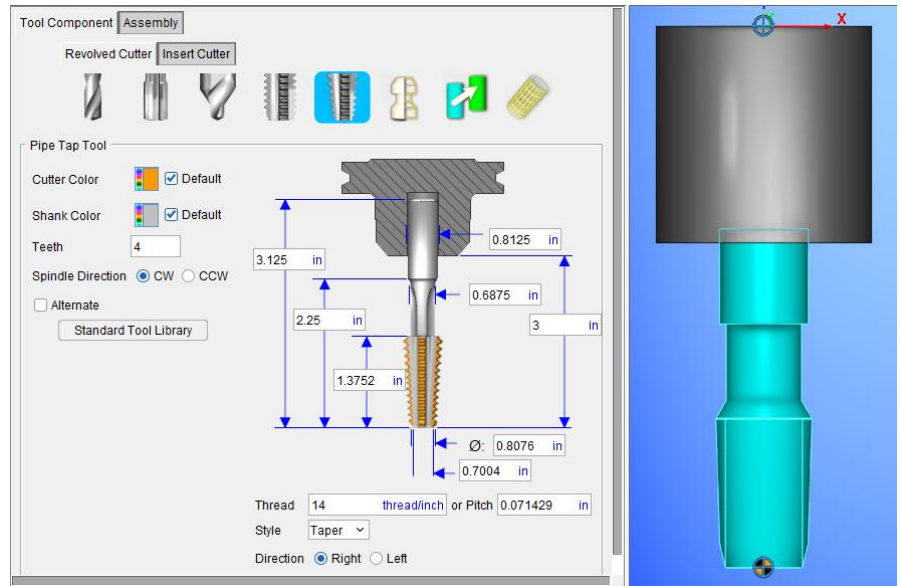 Tool Component Assembly
Revolved Cutter Insert Cutter
Pipe Tap Tool
Cutter Color Default
Shank Color Default
Teeth 4
Spindle Direction CW CCW
Alternate
Standard Tool Library
0.8125 in
3.125 in
0.6875 in
2.25 in
3 in
1.3752 in
Ø: 0.8076 in
0.7004 in
Thread 14 thread/inch or Pitch 0.071429 in
Style Taper
Direction Right Left
X